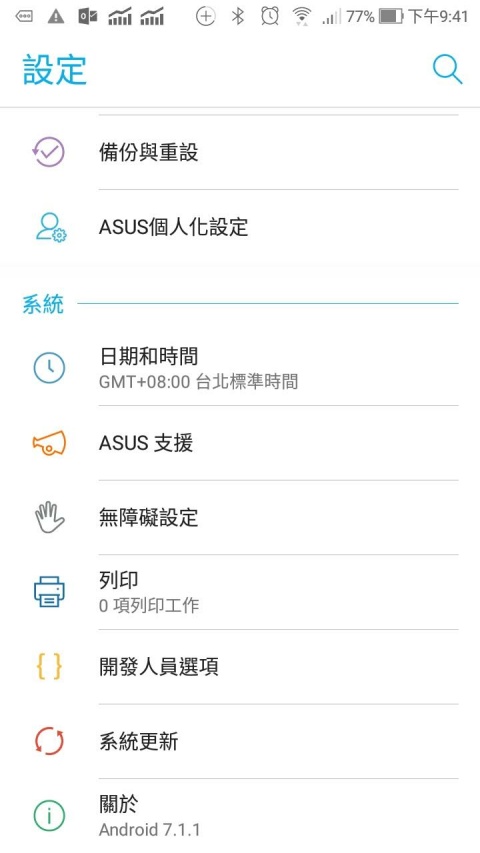 77% 下午9:41
設定
備份與重設
ASUS個人化設定
系統
日期和時間
GMT+08:00 台北標準時間
ASUS 支援
無障礙設定
列印
0 項列印工作
開發人員選項
系統更新
關於
Android 7.1.1